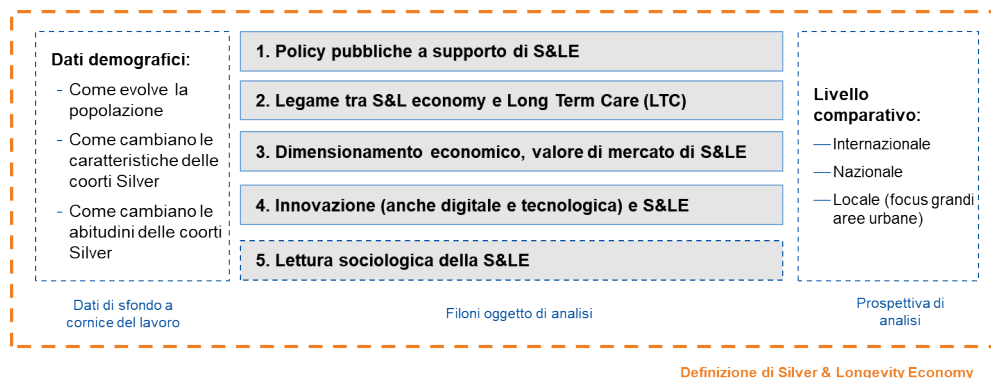 Dati demografici:
- Come evolve la
popolazione
- Come cambiano le
caratteristiche delle
coorti Silver
- Come cambiano le
abitudini delle coorti
Silver
Dati di sfondo a
cornice del lavoro
1. Policy pubbliche a supporto di S&LE
2. Legame tra S&L economy e Long Term Care (LTC)
3. Dimensionamento economico, valore di mercato di S&LE
4. Innovazione (anche digitale e tecnologica) e S&LE
5. Lettura sociologica della S&LE
Filoni oggetto di analisi
Livello
comparativo:
—Internazionale
—Nazionale
—Locale (focus grandi
aree urbane)
Prospettiva di
analisi
Definizione di Silver & Longevity Economy